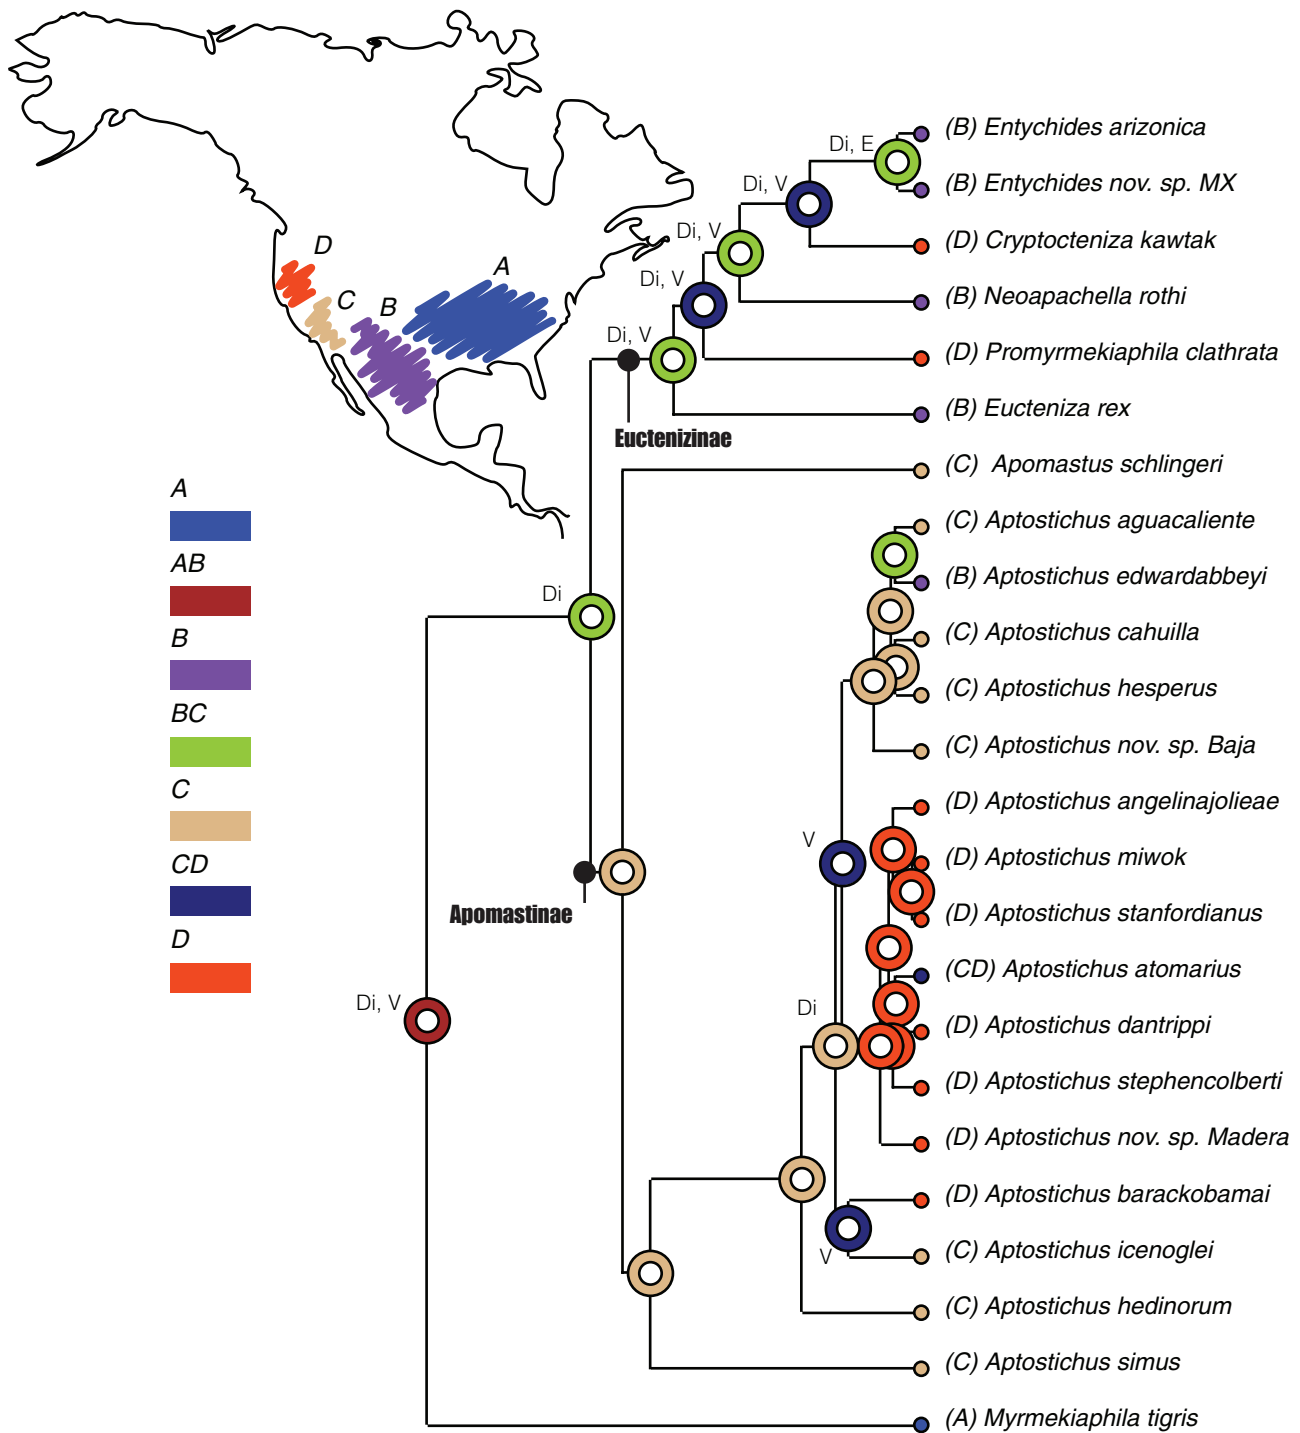 D
C
B
A
A
AB
B
BC
C
CD
D
(B) Entychides arizonica
Di, E
(B) Entychides nov. sp. MX
Di, V
(D) Cryptocteniza kawtak
Di, V
(B) Neoapachella rothi
Di, V
(D) Promyrmekiaphila clathrata
Di, V
(B) Eucteniza rex
Euctenizinae
(C) Apomastus schlingeri
(C) Aptostichus aguacaliente
(B) Aptostichus edwardabbeyi
Di
(C) Aptostichus cahuilla
(C) Aptostichus hesperus
(C) Aptostichus nov. sp. Baja
(D) Aptostichus angelinajolieae
V
(D) Aptostichus miwok
Apomastinae
(D) Aptostichus stanfordianus
(CD) Aptostichus atomarius
Di, V
Di
(D) Aptostichus dantrippi
(D) Aptostichus stephencolberti
(D) Aptostichus nov. sp. Madera
(D) Aptostichus barackobamai
V
(C) Aptostichus icenoglei
(C) Aptostichus hedinorum
(C) Aptostichus simus
(A) Myrmekiaphila tigris